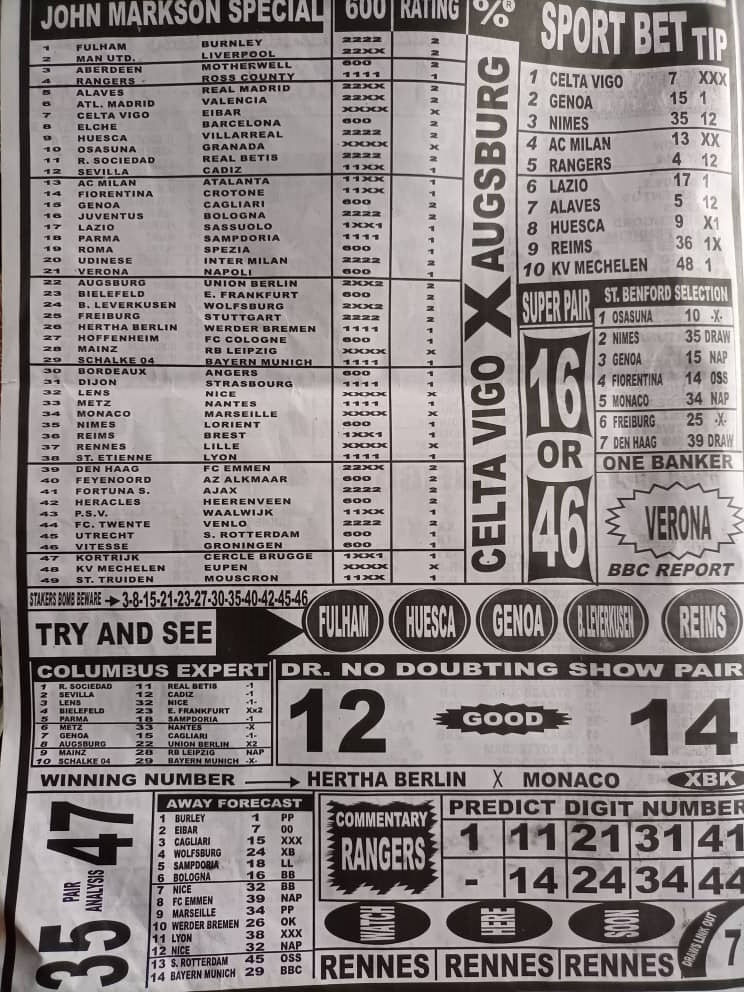 JOHN MARKSON SPECIAL 600 RATING
1 FULHAM BURNLEY 2222 2
2 MAN UTD. LIVERPOOL 22XX 2
3 ABERDEEN MOTHERWELL 600 2
4 RANGERS ROSS COUNTY 1111 1
5 ALAVES REAL MADRID 22XX 2
6 ATL. MADRID VALENCIA 22XX 2
7 CELTA VIGO EIBAR XXXX X
8 ELCHE BARCELONA 600 2
9 HUESCA VILLARREAL 2222 2
10 OSASUNA GRANADA XXXX X
11 R. SOCIEDAD REAL BETIS 2222 2
12 SEVILLA CADIZ 11XX 1
13 AC MILAN ATALANTA 11XX 1
14 FIORENTINA CROTONE 11XX 1
15 GENOA CAGLIARI 600 2
16 JUVENTUS BOLOGNA 2222 2
17 LAZIO SASSUOLO 1XX1 1
18 PARMA SAMPDORIA 1111 1
19 ROMA SPEZIA 600 1
20 UDINESE INTER MILAN 2222 2
21 VERONA NAPOLI 600 1
22 AUGSBURG UNION BERLIN 2XX2 2
23 BIELEFELD E. FRANKFURT 600 2
24 B. LEVERKUSEN WOLFSBURG 2XX2 2
25 FREIBURG STUTTGART 2222 2
26 HERTHA BERLIN WERDER BREMEN 1111 1
27 HOFFENHEIM FC COLOGNE 600 1
28 MAINZ RB LEIPZIG XXXX X
29 SCHALKE 04 BAYERN MUNICH 1111 1
30 BORDEAUX ANGERS 600 1
31 DIJON STRASBOURG 1111 1
32 LENS NICE XXXX X
33 METZ NANTES 1111 1
34 MONACO MARSEILLE XXXX X
35 NIMES LORIENT 600 1
36 REIMS BREST 1XX1 1
37 RENNES LILLE XXXX X
38 ST. ETIENNE LYON 1111 1
39 DEN HAAG FC EMMEN 22XX 2
40 FEYENOORD AZ ALKMAAR 600 2
41 FORTUNA S. AJAX 2222 2
42 HERACLES HEERENVEEN 600 2
43 P.S.V. WAALWIJK 11XX 1
44 FC. TWENTE VENLO 2222 2
45 UTRECHT S. ROTTERDAM 600 1
46 VITESSE GRONINGEN 600 1
47 KORTRIJK CERCLE BRUGGE 1XX1 1
48 KV MECHELEN EUPEN XXXX X
49 ST. TRUIDEN MOUSCRON 11XX 1
%®
CELTA VIGO X AUGSBURG
SPORT BET TIP
1 CELTA VIGO 7 XXX
2 GENOA 15 1
3 NIMES 35 12
4 AC MILAN 13 XX
5 RANGERS 4 12
6 LAZIO 17 1
7 ALAVES 5 12
8 HUESCA 9 X1
9 REIMS 36 1X
10 KV MECHELEN 48 1
SUPER PAIR
16
OR
46
ST. BENFORD SELECTION
1 OSASUNA 10 -X-
2 NIMES 35 DRAW
3 GENOA 15 NAP
4 FIORENTINA 14 OSS
5 MONACO 34 NAP
6 FREIBURG 25 -X-
7 DEN HAAG 39 DRAW
ONE BANKER
VERONA
BBC REPORT
STAKERS BOMB BEWARE → 3-8-15-21-23-27-30-35-40-42-45-46
TRY AND SEE FULHAM HUESCA GENOA B. LEVERKUSEN REIMS
COLUMBUS EXPERT
1 R. SOCIEDAD 11 REAL BETIS -1
2 SEVILLA 12 CADIZ -1
3 LENS 32 NICE -1-
4 BIELEFELD 23 E. FRANKFURT Xx2
5 PARMA 18 SAMPDORIA -1
6 METZ 33 NANTES -X
7 GENOA 15 CAGLIARI -1-
8 AUGSBURG 22 UNION BERLIN X2
9 MAINZ 28 RB LEIPZIG NAP
10 SCHALKE 04 29 BAYERN MUNICH -X-
DR. NO DOUBTING SHOW PAIR
12 GOOD 14
WINNING NUMBER → HERTHA BERLIN X MONACO XBK
35 PAIR ANALYSIS 47
AWAY FORECAST
1 BURLEY 1 PP
2 EIBAR 7 00
3 CAGLIARI 15 XXX
4 WOLFSBURG 24 XB
5 SAMPDORIA 18 LL
6 BOLOGNA 16 BB
7 NICE 32 BB
8 FC EMMEN 39 NAP
9 MARSEILLE 34 PP
10 WERDER BREMEN 26 OK
11 LYON 38 XXX
12 NICE 32 NAP
13 S. ROTTERDAM 45 OSS
14 BAYERN MUNICH 29 BBC
COMMENTARY
RANGERS
PREDICT DIGIT NUMBER
1 11 21 31 41
- 14 24 34 44
WATCH HERE SOON
RENNES RENNES RENNES
DRAWS LINK OUT
7